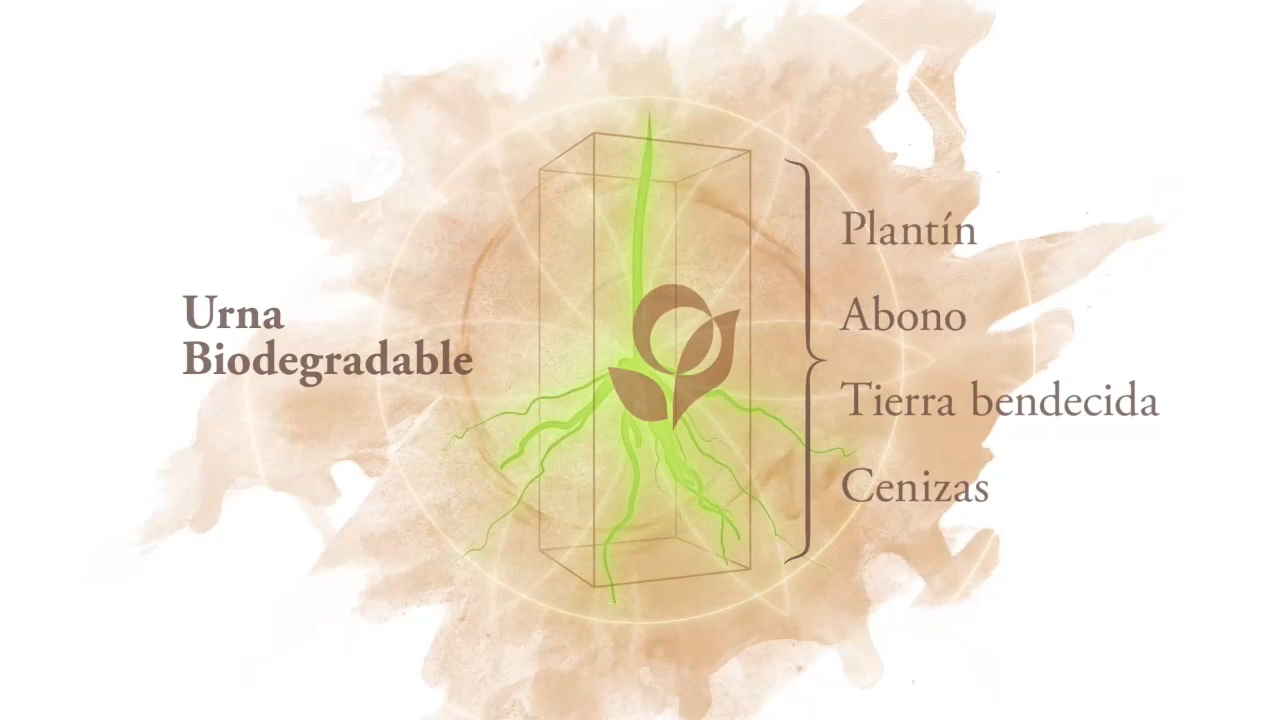 Urna
Biodegradable
Plantín
Abono
Tierra bendecida
Cenizas